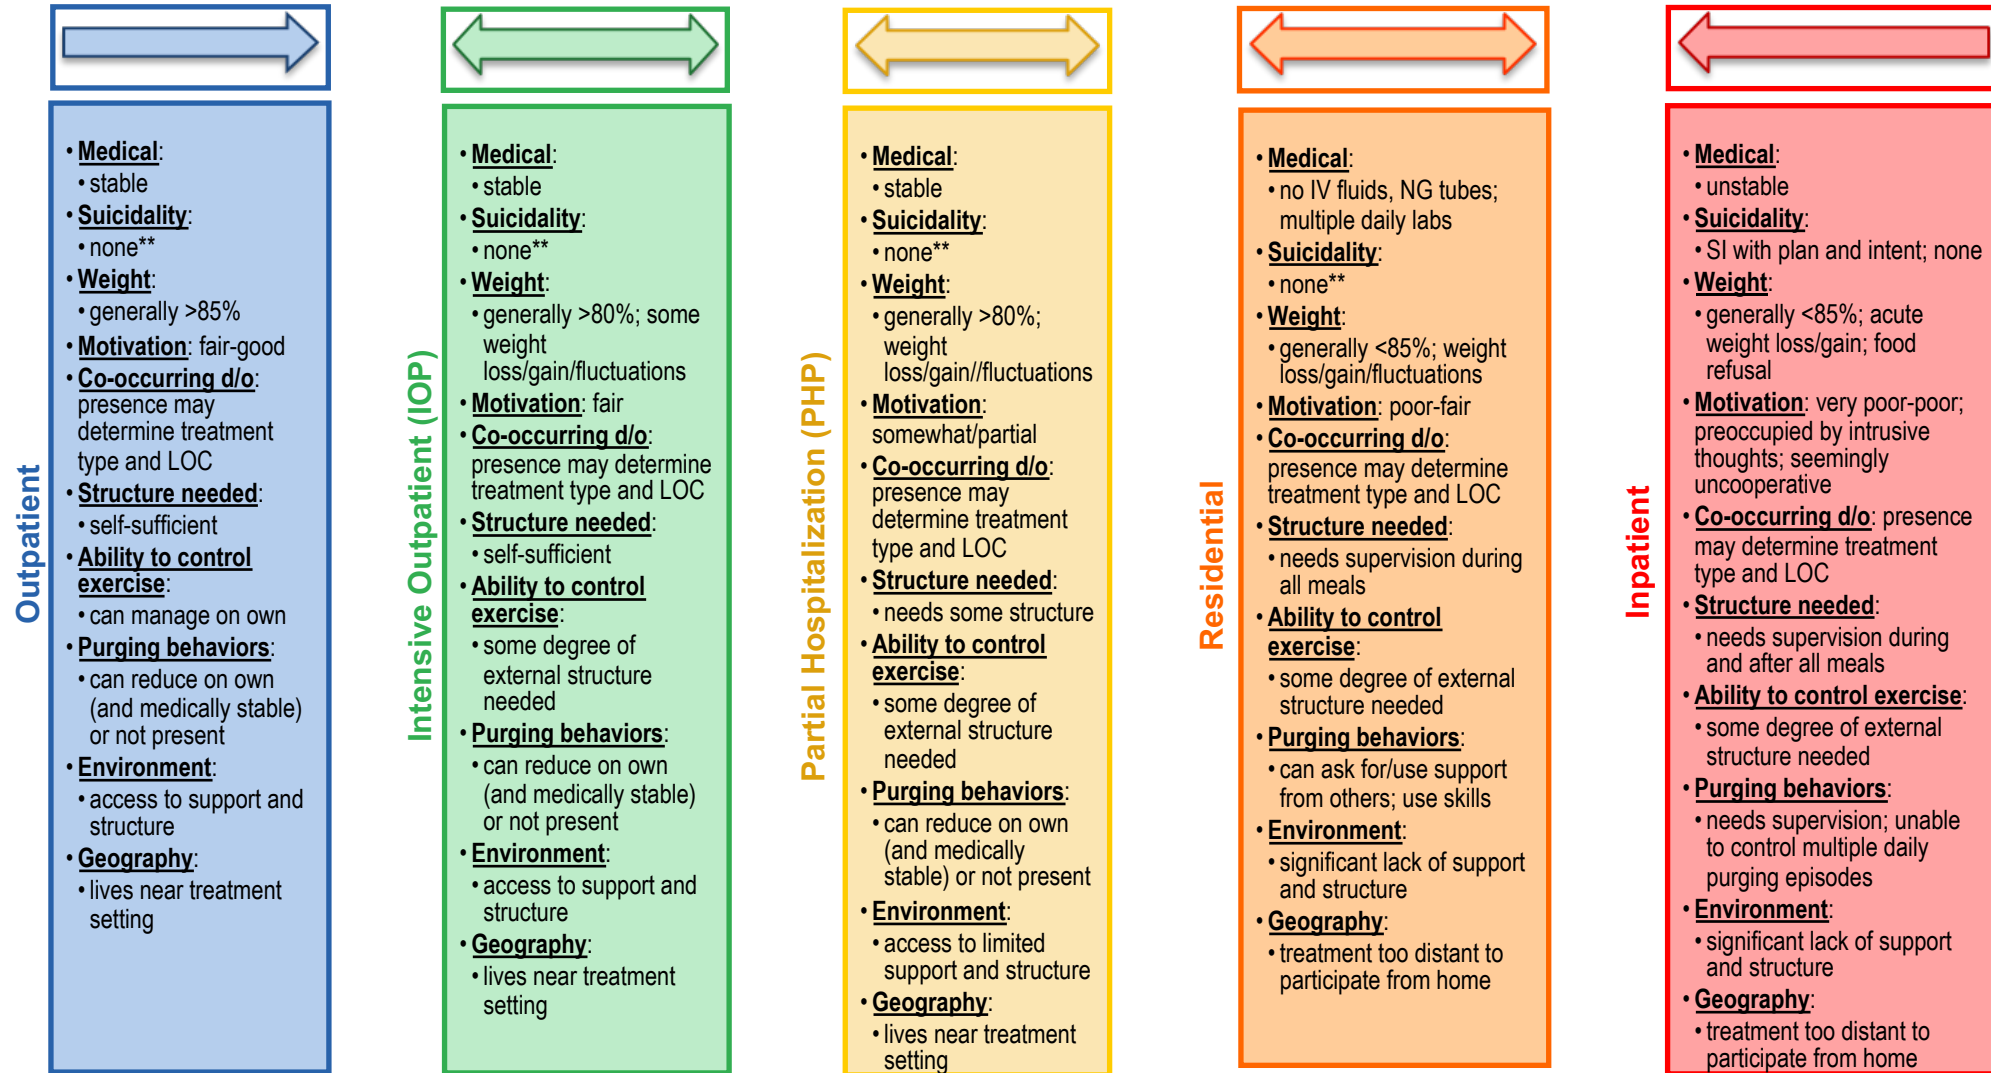 Outpatient
• Medical:
• stable
• Suicidality:
• none**
• Weight:
• generally >85%
• Motivation: fair-good
• Co-occurring d/o:
presence may
determine treatment
type and LOC
• Structure needed:
• self-sufficient
• Ability to control
exercise:
• can manage on own
• Purging behaviors:
• can reduce on own
(and medically stable)
or not present
• Environment:
• access to support and
structure
• Geography:
• lives near treatment
setting
Intensive Outpatient (IOP)
• Medical:
• stable
• Suicidality:
• none**
• Weight:
• generally >80%; some
weight
loss/gain/fluctuations
• Motivation: fair
• Co-occurring d/o:
presence may determine
treatment type and LOC
• Structure needed:
• self-sufficient
• Ability to control
exercise:
• some degree of
external structure
needed
• Purging behaviors:
• can reduce on own
(and medically stable)
or not present
• Environment:
• access to support and
structure
• Geography:
• lives near treatment
setting
Partial Hospitalization (PHP)
• Medical:
• stable
• Suicidality:
• none**
• Weight:
• generally >80%;
weight
loss/gain//fluctuations
• Motivation:
somewhat/partial
• Co-occurring d/o:
presence may
determine treatment
type and LOC
• Structure needed:
• needs some structure
• Ability to control
exercise:
• some degree of
external structure
needed
• Purging behaviors:
• can reduce on own
(and medically
stable) or not present
• Environment:
• access to limited
support and structure
• Geography:
• lives near treatment
setting
Residential
• Medical:
• no IV fluids, NG tubes;
multiple daily labs
• Suicidality:
• none**
• Weight:
• generally <85%; weight
loss/gain/fluctuations
• Motivation: poor-fair
• Co-occurring d/o:
presence may determine
treatment type and LOC
• Structure needed:
• needs supervision during
all meals
• Ability to control
exercise:
• some degree of external
structure needed
• Purging behaviors:
• can ask for/use support
from others; use skills
• Environment:
• significant lack of support
and structure
• Geography:
• treatment too distant to
participate from home
Inpatient
• Medical:
• unstable
• Suicidality:
• SI with plan and intent; none
• Weight:
• generally <85%; acute
weight loss/gain; food
refusal
• Motivation: very poor-poor;
preoccupied by intrusive
thoughts; seemingly
uncooperative
• Co-occurring d/o: presence
may determine treatment
type and LOC
• Structure needed:
• needs supervision during
and after all meals
• Ability to control exercise:
• some degree of external
structure needed
• Purging behaviors:
• needs supervision; unable
to control multiple daily
purging episodes
• Environment:
• significant lack of support
and structure
• Geography:
• treatment too distant to
participate from home